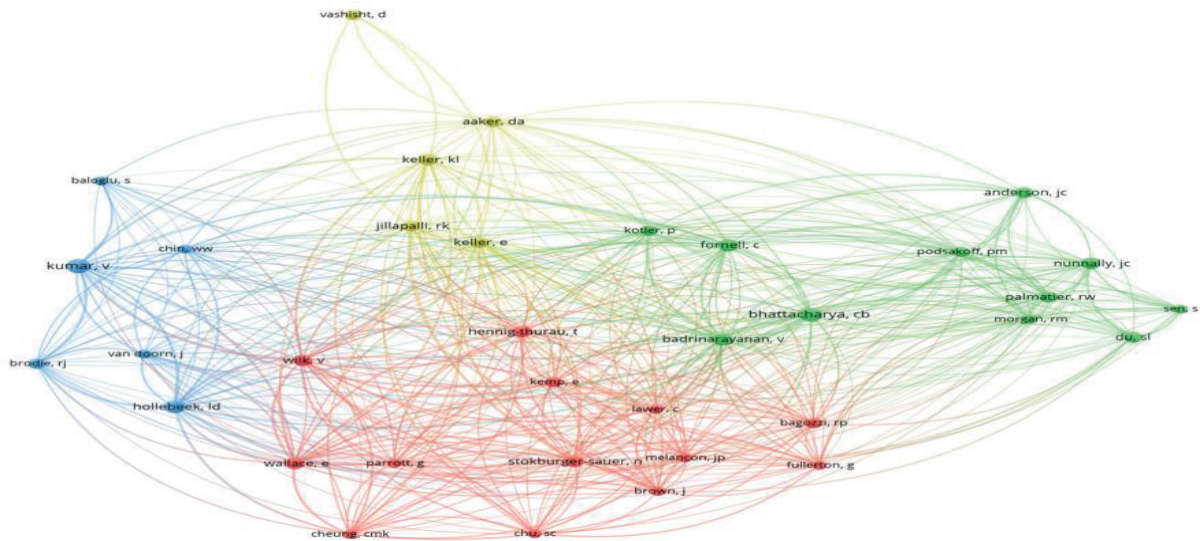 vashisht, d
aaker, da
keller, kl
baloglu, s
anderson, jc
jillapalli, rk
kotler, p
keller, e
fornell, c
chin, ww
podsakoff, pm
kumar, v
nunnally, jc
palmatier, rw
sen, s
bhattacharya, cb
morgan, rm
hennig-thurau, t
badrinarayanan, v
du, sl
van doorn, j
wilk, v
brodie, rj
kemp, e
hollebeek, ld
lawer, c
bagozzi, rp
wallace, e
parrott, g
stokburger-sauer, n
melancon, jp
fullerton, g
brown, j
cheung, cmk
chu, sc